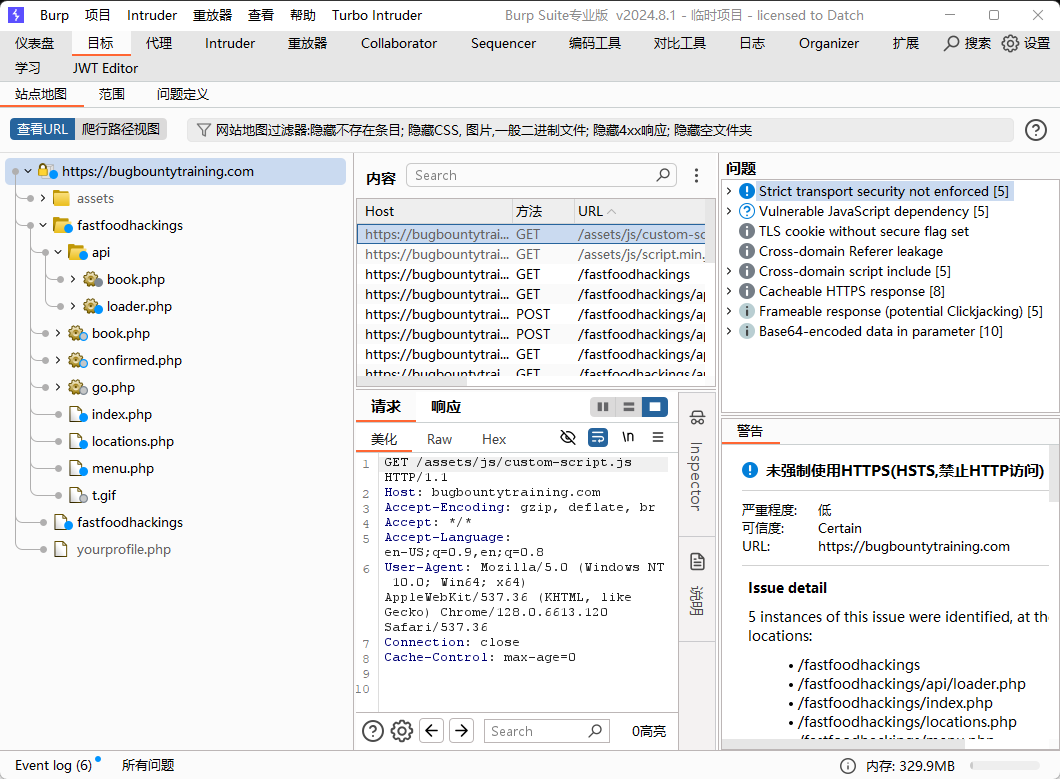 Burp 项目 Intruder 重放器 查看 帮助 Turbo Intruder Burp Suite专业版 v2024.8.1 - 临时项目 - licensed to Datch
仪表盘 目标 代理 Intruder 重放器 Collaborator Sequencer 编码工具 对比工具 日志 Organizer 扩展 搜索 设置
学习 JWT Editor
站点地图 范围 问题定义
查看URL 爬行路径视图 网站地图过滤器:隐藏不存在条目; 隐藏CSS, 图片,一般二进制文件; 隐藏4xx响应; 隐藏空文件夹
https://bugbountytraining.com
assets
fastfoodhackings
api
book.php
loader.php
book.php
confirmed.php
go.php
index.php
locations.php
menu.php
t.gif
fastfoodhackings
yourprofile.php
内容 Search
Host 方法 URL
https://bugbountytrai... GET /assets/js/custom-sc
https://bugbountytrai... GET /assets/js/script.min.
https://bugbountytrai... GET /fastfoodhackings
https://bugbountytrai... GET /fastfoodhackings/ap
https://bugbountytrai... POST /fastfoodhackings/ap
https://bugbountytrai... POST /fastfoodhackings/ap
https://bugbountytrai... GET /fastfoodhackings/ap
https://bugbountytrai... GET /fastfoodhackings/ap
请求 响应
美化 Raw Hex \n
1 GET /assets/js/custom-script.js
HTTP/1.1
2 Host: bugbountytraining.com
3 Accept-Encoding: gzip, deflate, br
4 Accept: */*
5 Accept-Language:
en-US;q=0.9,en;q=0.8
6 User-Agent: Mozilla/5.0 (Windows NT
10.0; Win64; x64)
AppleWebKit/537.36 (KHTML, like
Gecko) Chrome/128.0.6613.120
Safari/537.36
7 Connection: close
8 Cache-Control: max-age=0
9
10
Search 0高亮
Inspector
说明
问题
Strict transport security not enforced [5]
Vulnerable JavaScript dependency [5]
TLS cookie without secure flag set
Cross-domain Referer leakage
Cross-domain script include [5]
Cacheable HTTPS response [8]
Frameable response (potential Clickjacking) [5]
Base64-encoded data in parameter [10]
警告
未强制使用HTTPS(HSTS,禁止HTTP访问)
严重程度: 低
可信度: Certain
URL: https://bugbountytraining.com
Issue detail
5 instances of this issue were identified, at the
locations:
• /fastfoodhackings
• /fastfoodhackings/api/loader.php
• /fastfoodhackings/index.php
• /fastfoodhackings/locations.php
• /fastfoodhackings/menu.php
Event log (6) 所有问题 内存: 329.9MB